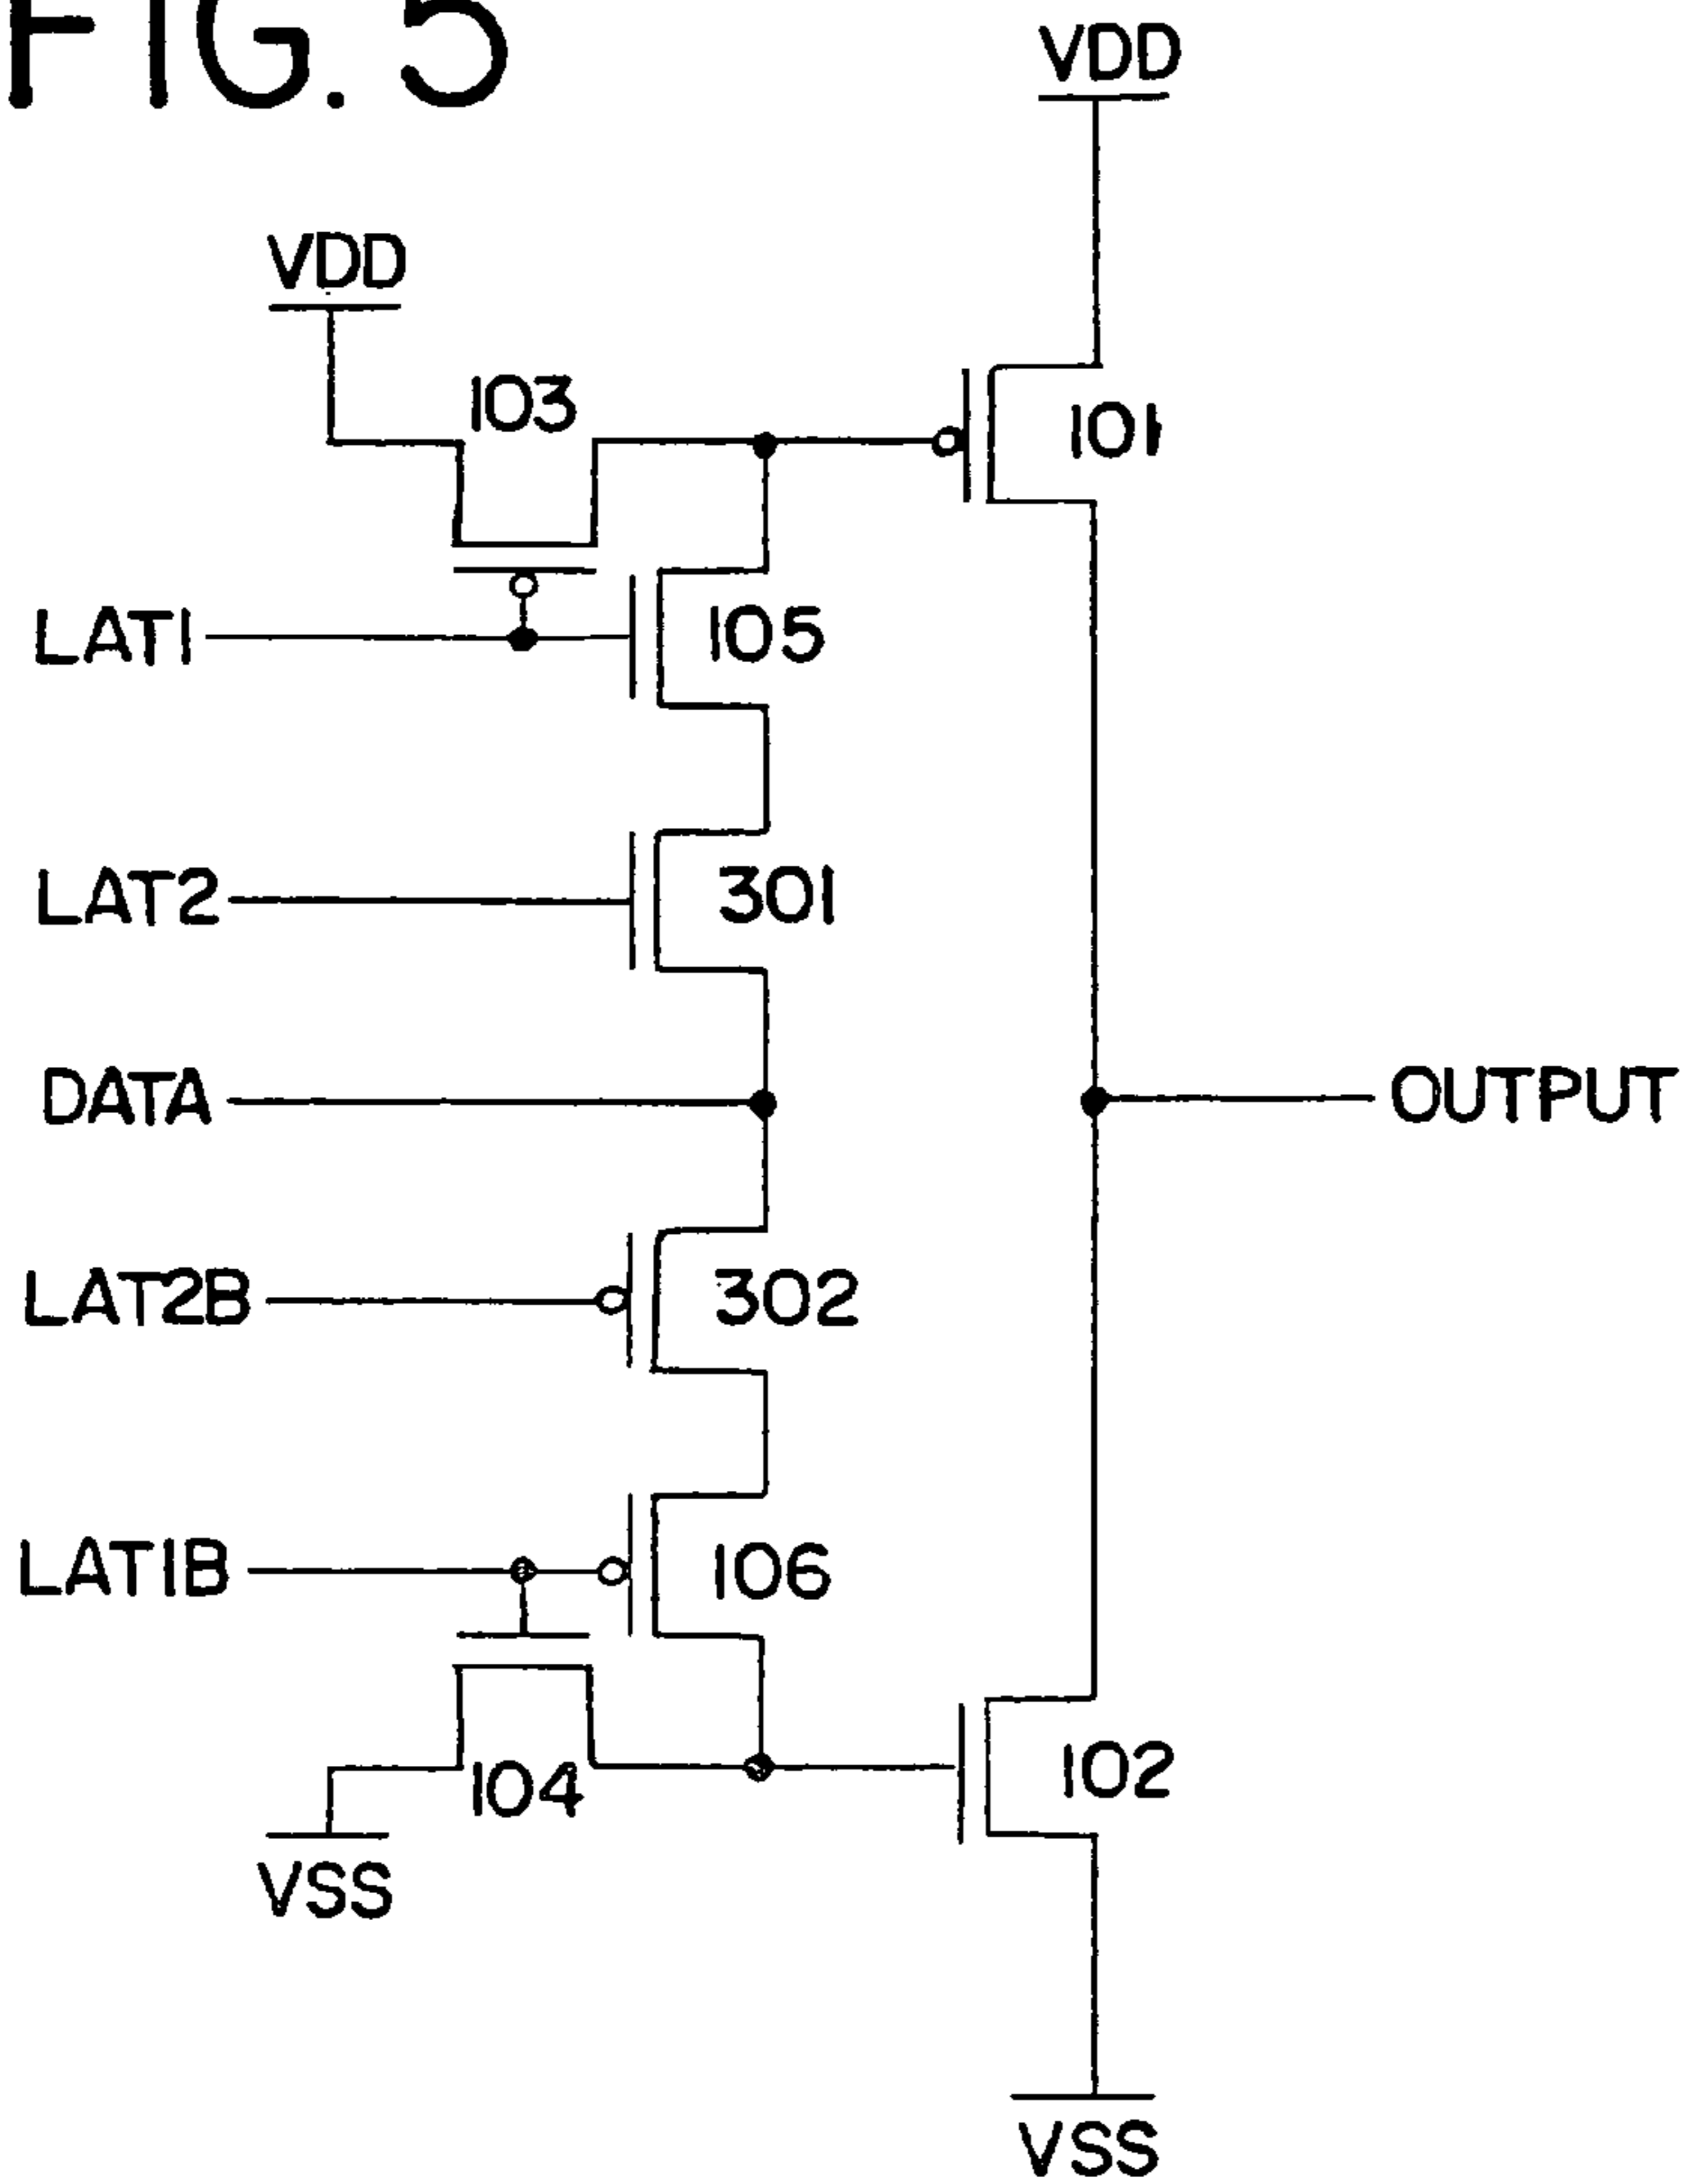 FIG. 5
VDD
VDD
103
101
LAT1
105
LAT2
301
DATA
OUTPUT
LAT2B
302
LAT1B
106
104
102
VSS
VSS